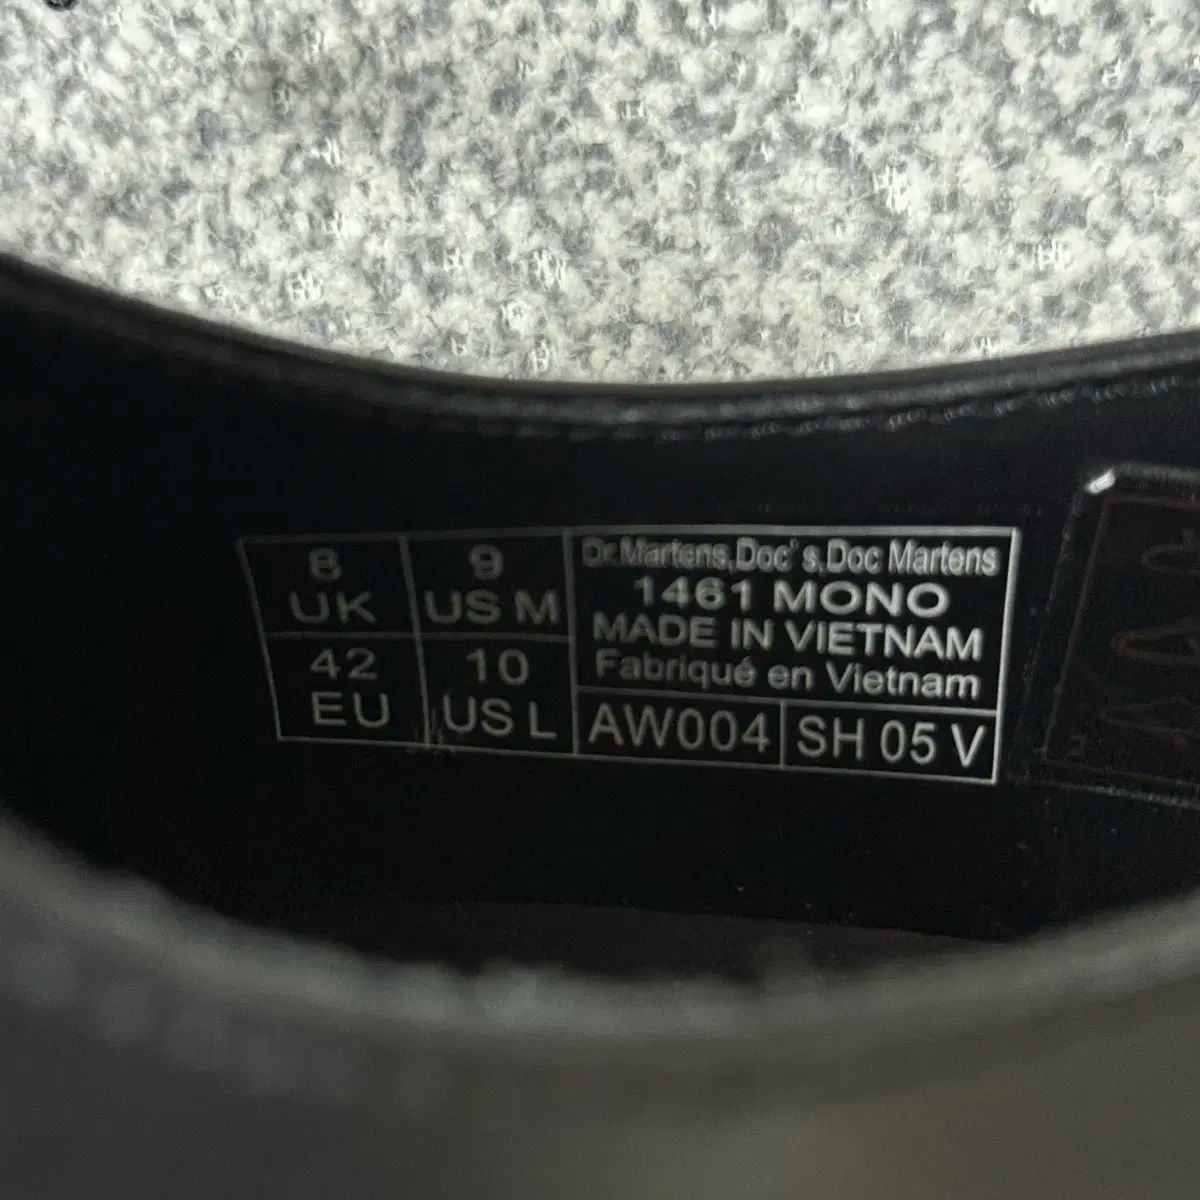 8
UK
9
US M
42
EU
10
US L
Dr.Martens,Doc's,Doc Martens
1461 MONO
MADE IN VIETNAM
Fabriqué en Vietnam
AW004
SH 05 V